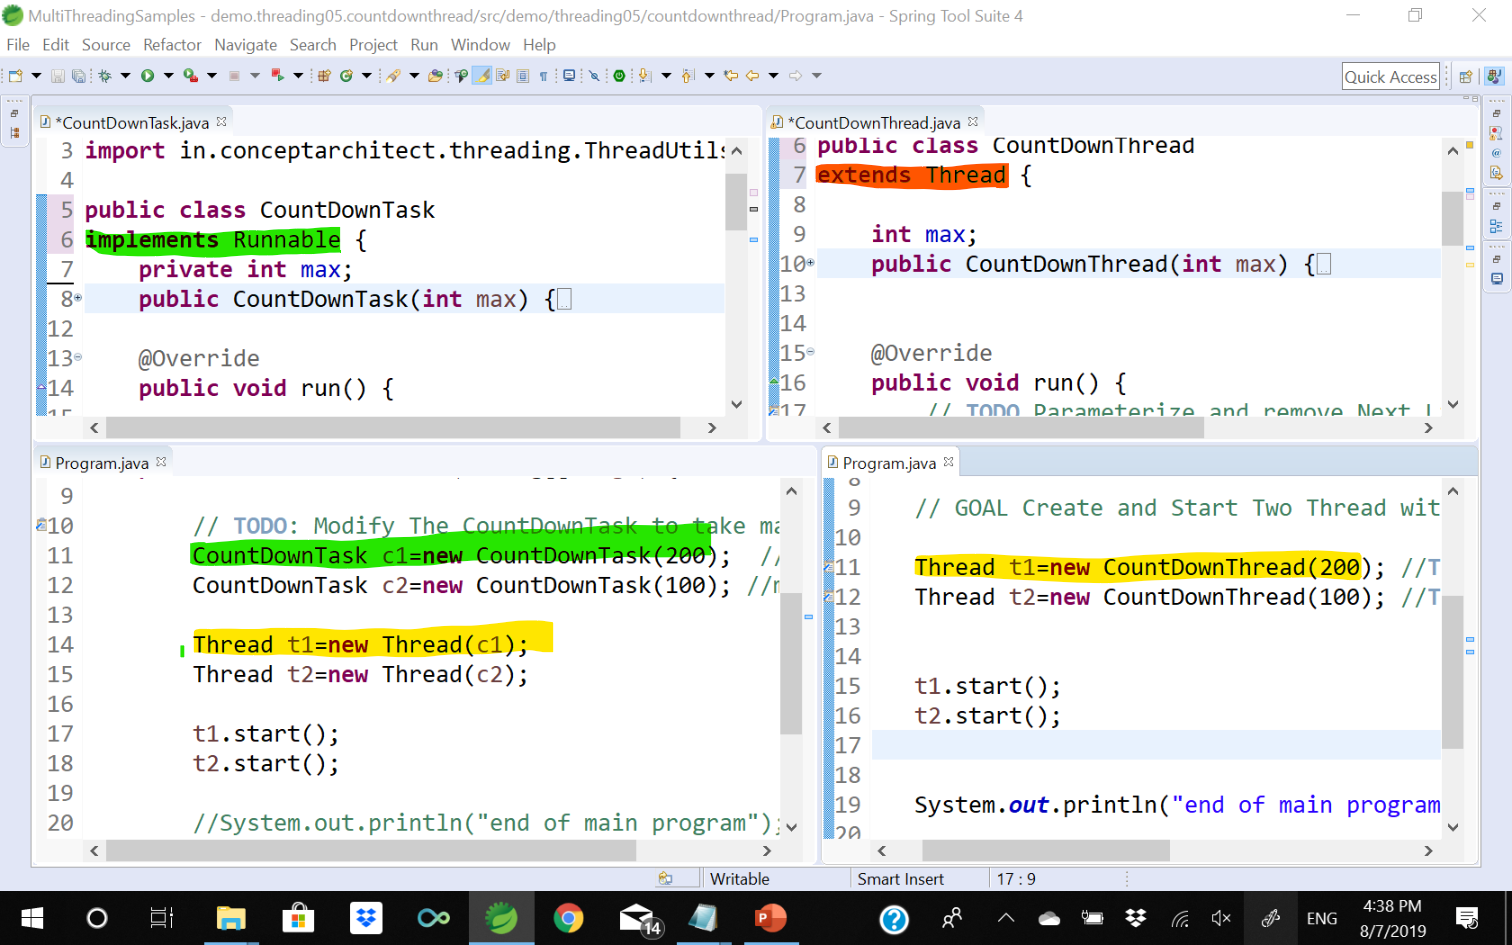 MultiThreadingSamples - demo.threading05.countdownthread/src/demo/threading05/countdownthread/Program.java - Spring Tool Suite 4
File Edit Source Refactor Navigate Search Project Run Window Help
Quick Access
*CountDownTask.java
3 import in.conceptarchitect.threading.ThreadUtils
4
5 public class CountDownTask
6 implements Runnable {
7 private int max;
8 public CountDownTask(int max) {
12
13 @Override
14 public void run() {
15
*CountDownThread.java
6 public class CountDownThread
7 extends Thread {
8
9 int max;
10 public CountDownThread(int max) {
13
14
15 @Override
16 public void run() {
17 // TODO Parameterize and remove Next L
Program.java
9
10 // TODO: Modify The CountDownTask to take ma
11 CountDownTask c1=new CountDownTask(200); //
12 CountDownTask c2=new CountDownTask(100); //m
13
14 Thread t1=new Thread(c1);
15 Thread t2=new Thread(c2);
16
17 t1.start();
18 t2.start();
19
20 //System.out.println("end of main program");
Program.java
8
9 // GOAL Create and Start Two Thread wit
10
11 Thread t1=new CountDownThread(200); //T
12 Thread t2=new CountDownThread(100); //T
13
14
15 t1.start();
16 t2.start();
17
18
19 System.out.println("end of main program
20
Writable Smart Insert 17 : 9
14 ENG 4:38 PM
8/7/2019